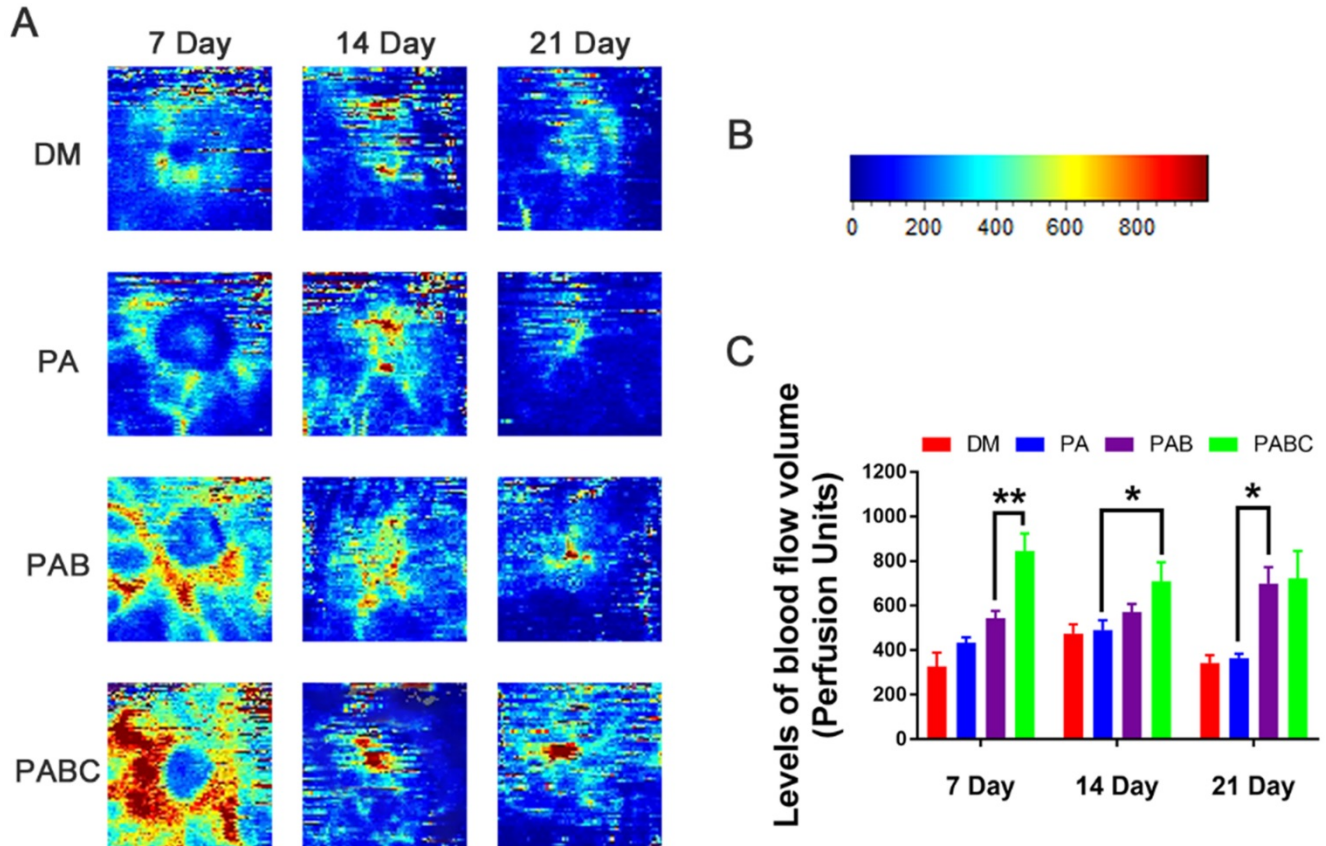 A
7 Day 14 Day 21 Day
DM
PA
PAB
PABC
B
0 200 400 600 800
C
DM PA PAB PABC
Levels of blood flow volume
(Perfusion Units)
1200
1000
800
600
400
200
0
** * *
7 Day 14 Day 21 Day